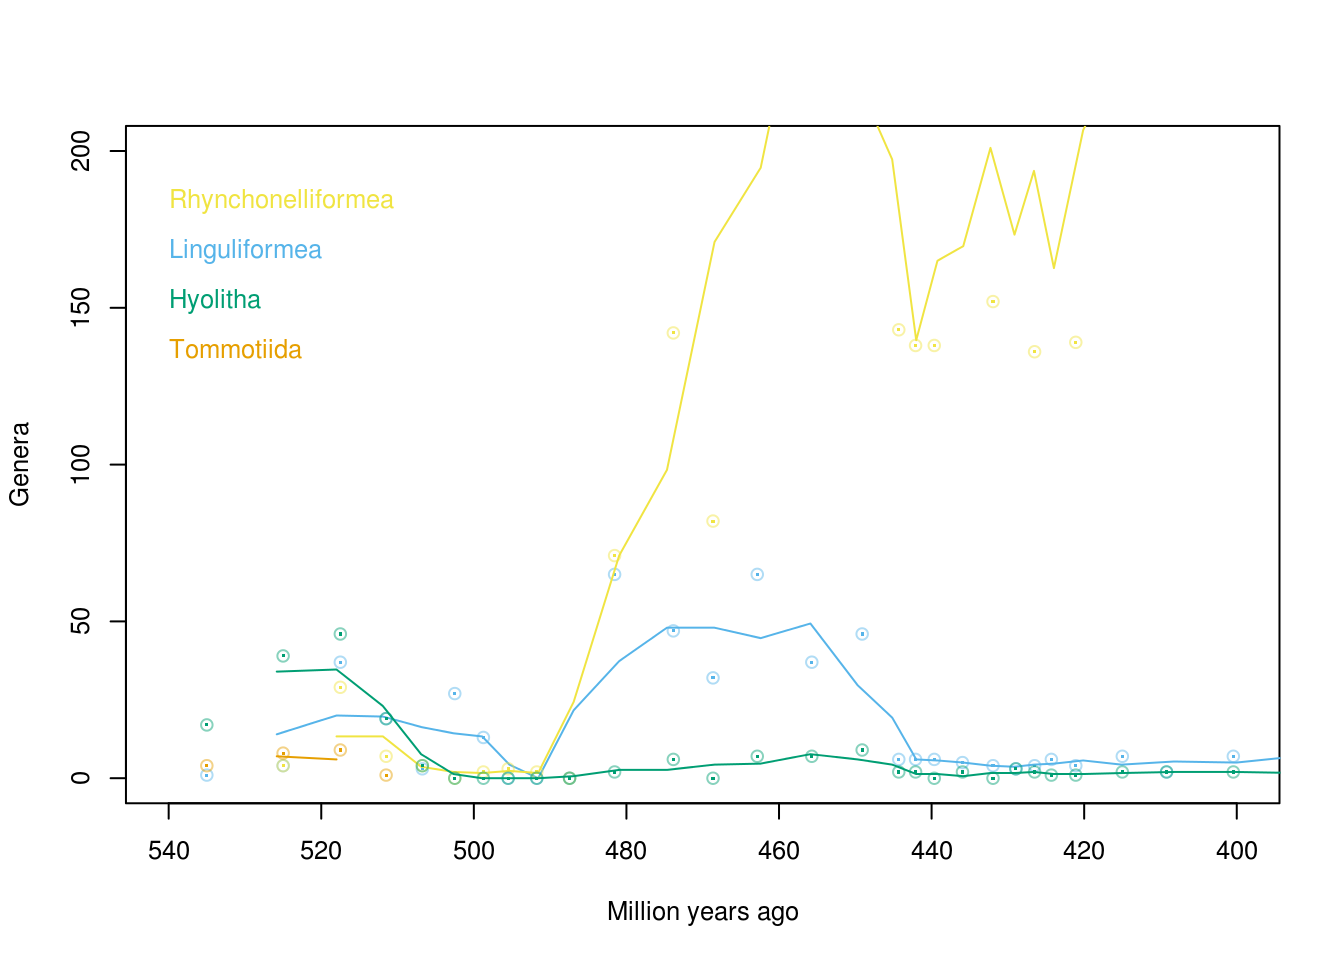 Rhynchonelliformea
Linguliformea
Hyolitha
Tommotiida
Genera
200
150
100
50
0
540 520 500 480 460 440 420 400
Million years ago